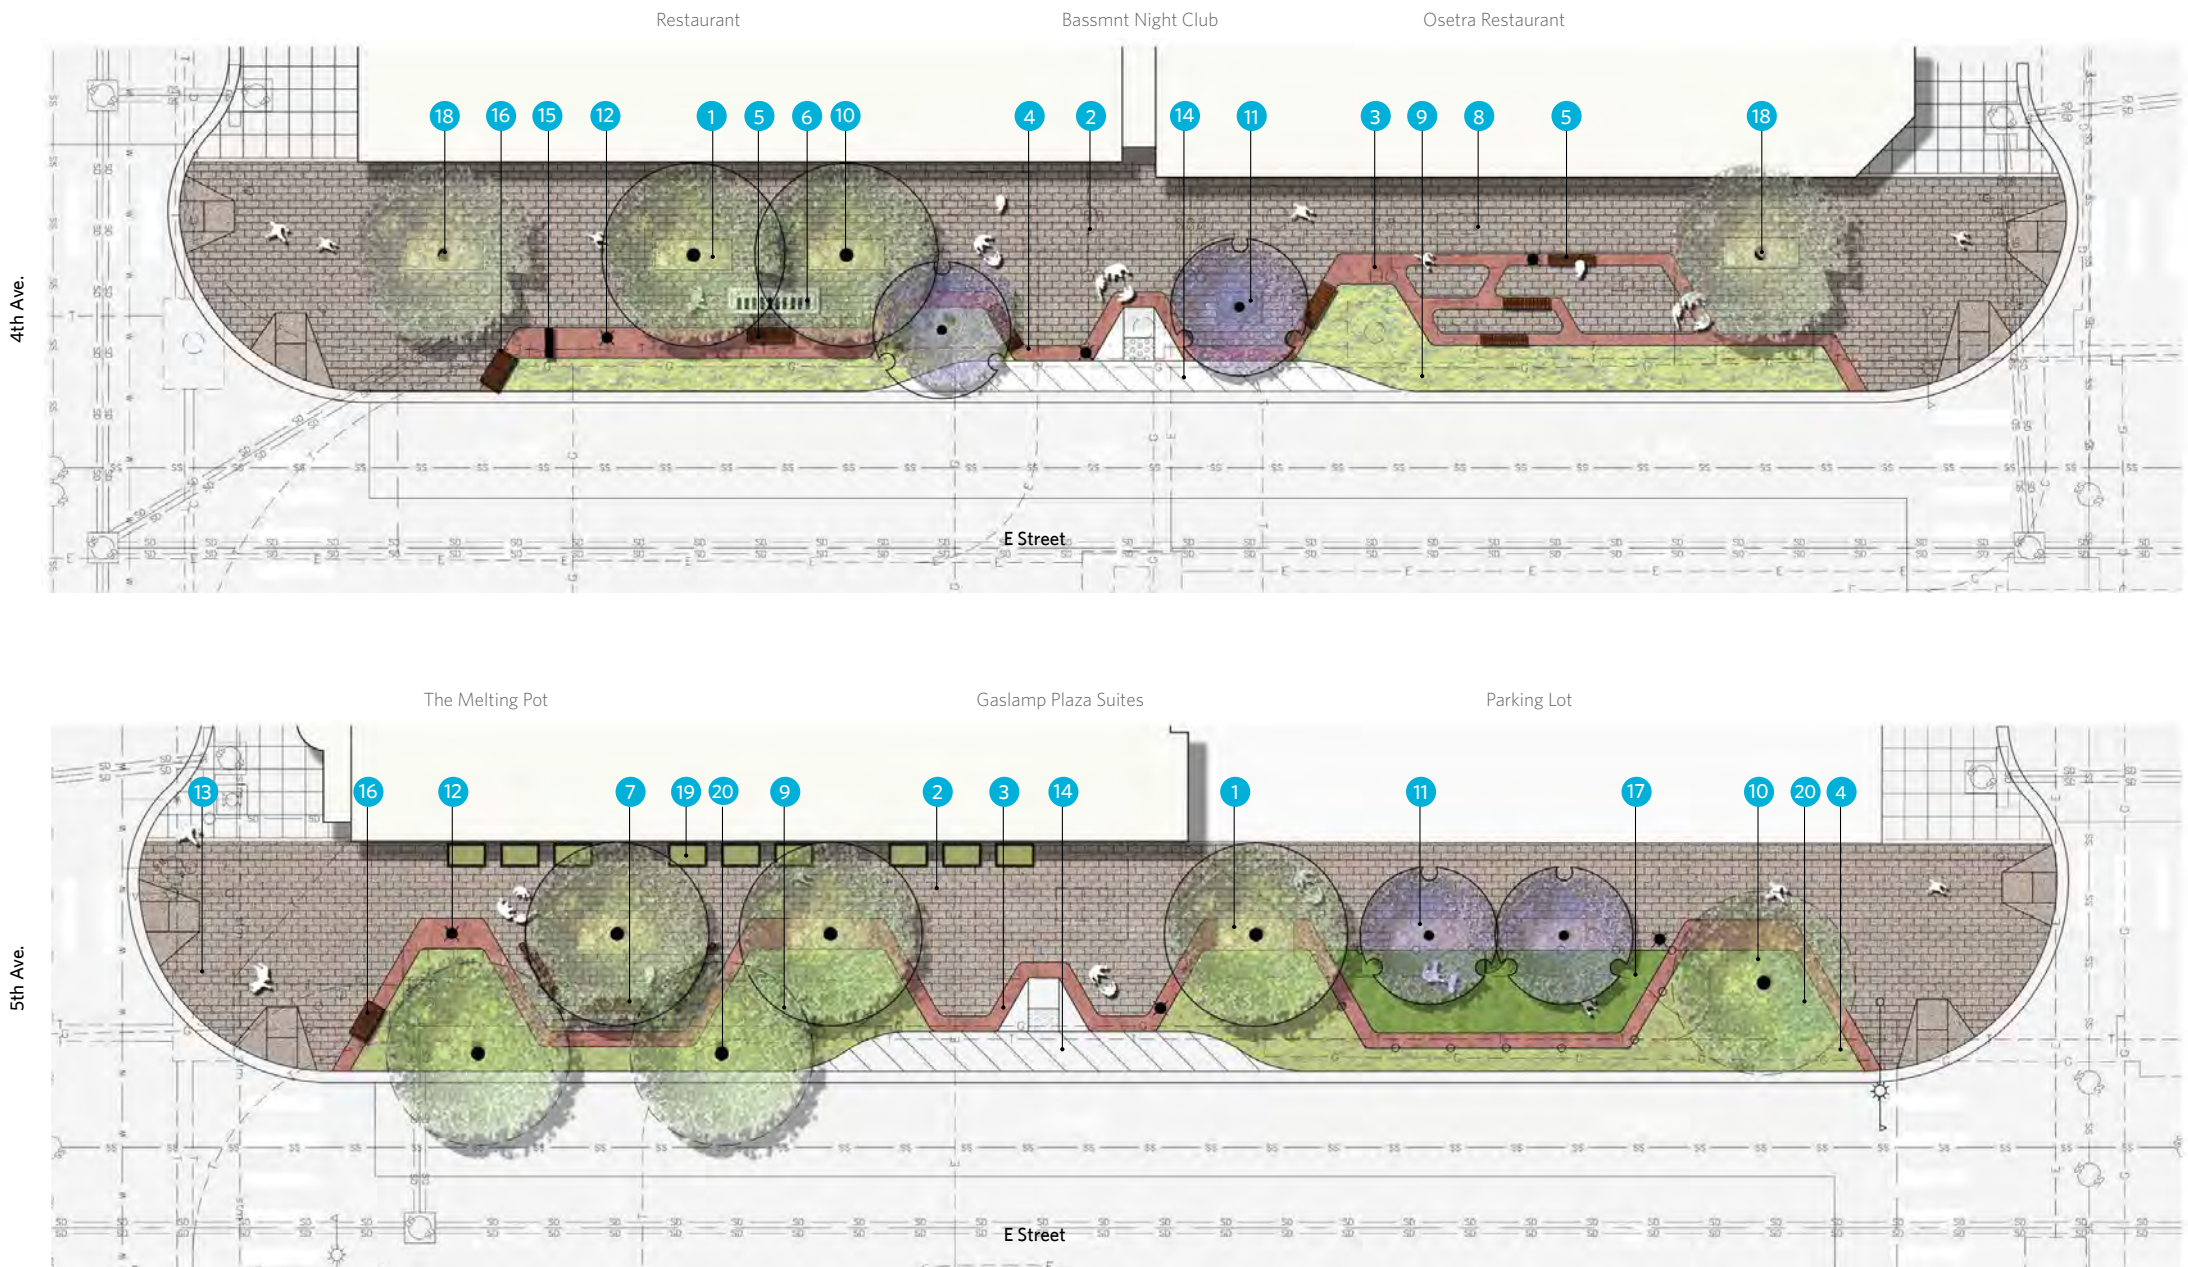 Restaurant Bassmnt Night Club Osetra Restaurant
18 16 15 12 1 5 6 10 4 2 14 11 3 9 8 5 18
4th Ave.
E Street
The Melting Pot Gaslamp Plaza Suites Parking Lot
13 16 12 7 19 20 9 2 3 14 1 11 17 10 20 4
5th Ave.
E Street